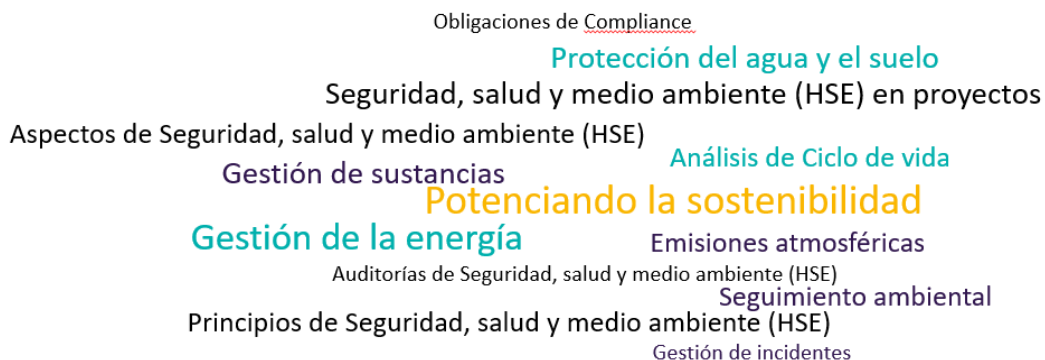 Obligaciones de Compliance
Protección del agua y el suelo
Seguridad, salud y medio ambiente (HSE) en proyectos
Aspectos de Seguridad, salud y medio ambiente (HSE)
Análisis de Ciclo de vida
Gestión de sustancias
Potenciando la sostenibilidad
Gestión de la energía
Emisiones atmosféricas
Auditorías de Seguridad, salud y medio ambiente (HSE)
Seguimiento ambiental
Principios de Seguridad, salud y medio ambiente (HSE)
Gestión de incidentes